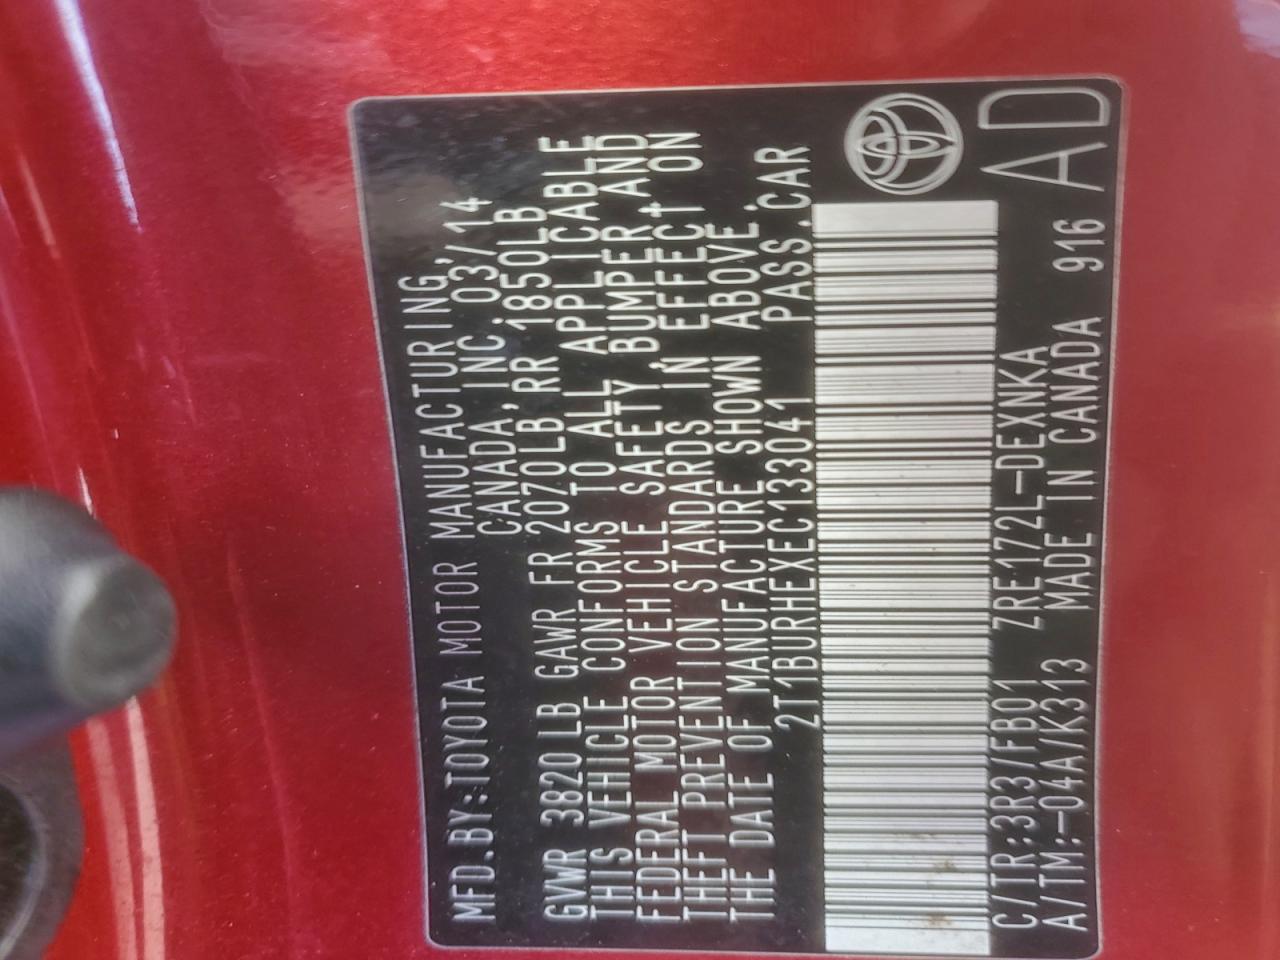 MFD.BY:TOYOTA MOTOR MANUFACTURING,
CANADA,INC.03/14
GVWR 3820LB GAWR FR 2070LB,RR 1850LB
THIS VEHICLE CONFORMS TO ALL APPLICABLE
FEDERAL MOTOR VEHICLE SAFETY,BUMPER,AND
THEFT PREVENTION STANDARDS IN EFFECT ON
THE DATE OF MANUFACTURE SHOWN ABOVE.
2T1BURHEXEC133041 PASS.CAR
C/TR:3R3/FB01 ZRE172L-DEXNKA
A/TM:-04A/K313 MADE IN CANADA 916
AD